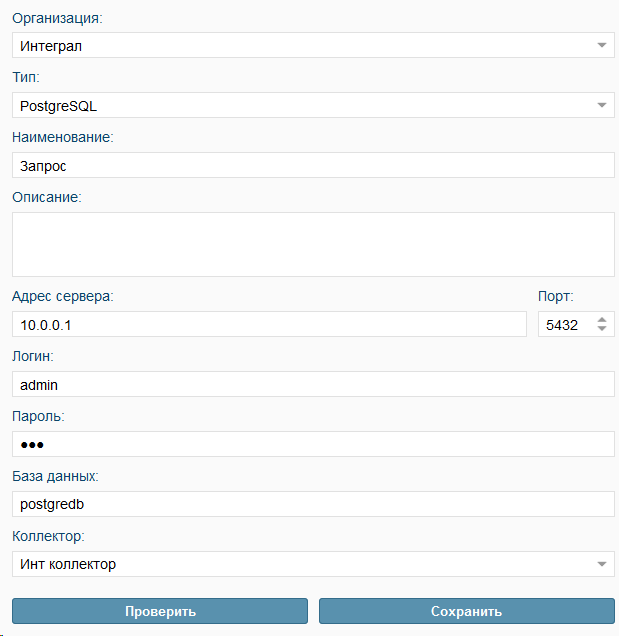 Организация:
Интеграл
Тип:
PostgreSQL
Наименование:
Запрос
Описание:
Адрес сервера: Порт:
10.0.0.1 5432
Логин:
admin
Пароль:
●●●
База данных:
postgredb
Коллектор:
Инт коллектор
Проверить Сохранить